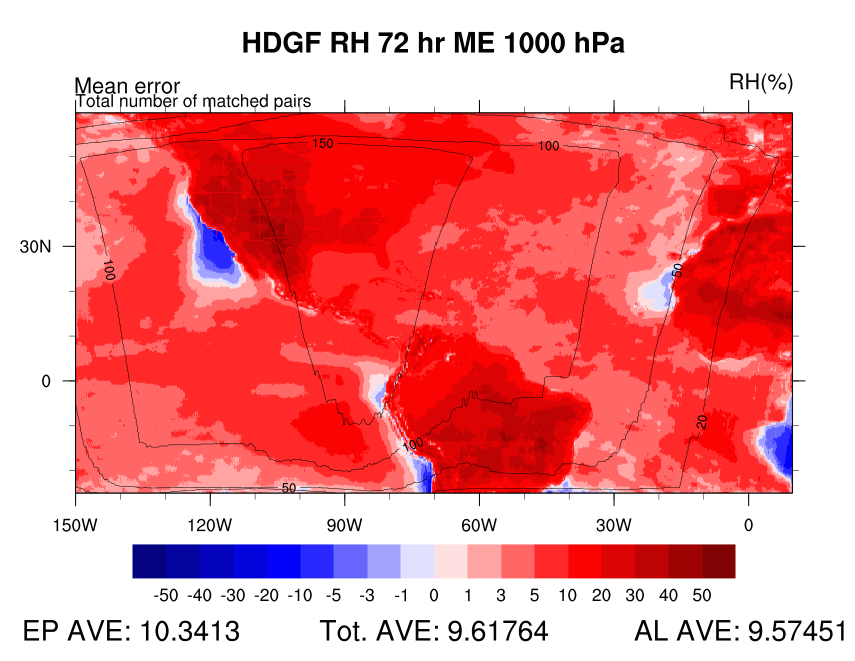 HDGF RH 72 hr ME 1000 hPa
Mean error
RH(%)
Total number of matched pairs
150
100
100
50
20
100
50
30N
0
150W 120W 90W 60W 30W 0
-50 -40 -30 -20 -10 -5 -3 -1 0 1 3 5 10 20 30 40 50
EP AVE: 10.3413 Tot. AVE: 9.61764 AL AVE: 9.57451